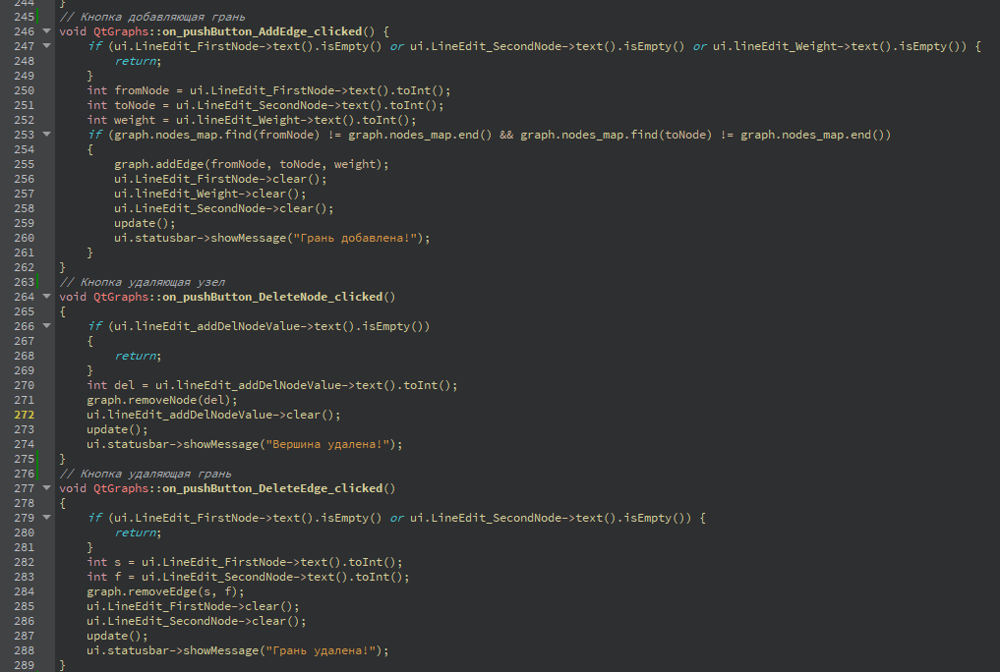 244 }
245 // Кнопка добавляющая грань
246 void QtGraphs::on_pushButton_AddEdge_clicked() {
247 if (ui.LineEdit_FirstNode->text().isEmpty() or ui.LineEdit_SecondNode->text().isEmpty() or ui.lineEdit_Weight->text().isEmpty()) {
248 return;
249 }
250 int fromNode = ui.LineEdit_FirstNode->text().toInt();
251 int toNode = ui.LineEdit_SecondNode->text().toInt();
252 int weight = ui.lineEdit_Weight->text().toInt();
253 if (graph.nodes_map.find(fromNode) != graph.nodes_map.end() && graph.nodes_map.find(toNode) != graph.nodes_map.end())
254 {
255 graph.addEdge(fromNode, toNode, weight);
256 ui.LineEdit_FirstNode->clear();
257 ui.lineEdit_Weight->clear();
258 ui.LineEdit_SecondNode->clear();
259 update();
260 ui.statusbar->showMessage("Грань добавлена!");
261 }
262 }
263 // Кнопка удаляющая узел
264 void QtGraphs::on_pushButton_DeleteNode_clicked()
265 {
266 if (ui.lineEdit_addDelNodeValue->text().isEmpty())
267 {
268 return;
269 }
270 int del = ui.lineEdit_addDelNodeValue->text().toInt();
271 graph.removeNode(del);
272 ui.lineEdit_addDelNodeValue->clear();
273 update();
274 ui.statusbar->showMessage("Вершина удалена!");
275 }
276 // Кнопка удаляющая грань
277 void QtGraphs::on_pushButton_DeleteEdge_clicked()
278 {
279 if (ui.LineEdit_FirstNode->text().isEmpty() or ui.LineEdit_SecondNode->text().isEmpty()) {
280 return;
281 }
282 int s = ui.LineEdit_FirstNode->text().toInt();
283 int f = ui.LineEdit_SecondNode->text().toInt();
284 graph.removeEdge(s, f);
285 ui.LineEdit_FirstNode->clear();
286 ui.LineEdit_SecondNode->clear();
287 update();
288 ui.statusbar->showMessage("Грань удалена!");
289 }